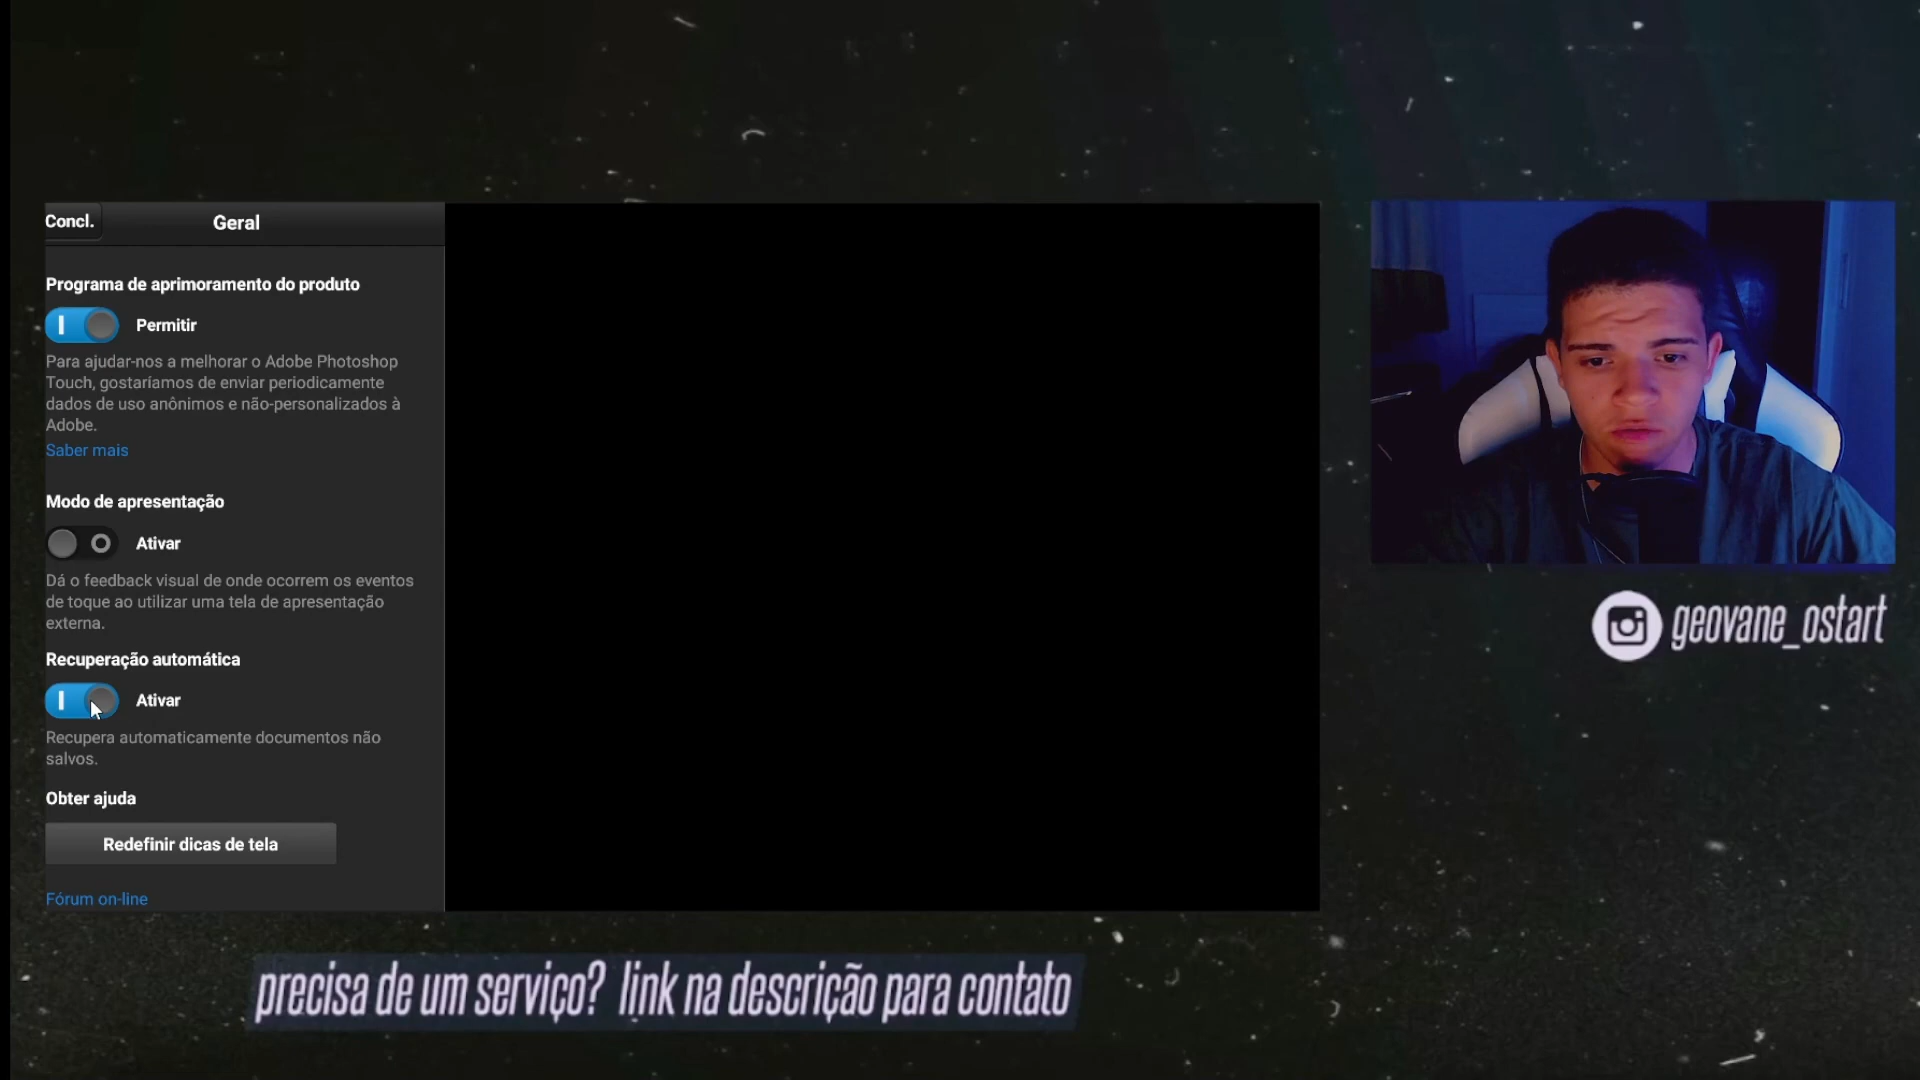 Concl.
Geral
Programa de aprimoramento do produto
Permitir
Para ajudar-nos a melhorar o Adobe Photoshop
Touch, gostaríamos de enviar periodicamente
dados de uso anônimos e não-personalizados à
Adobe.
Saber mais
Modo de apresentação
Ativar
Dá o feedback visual de onde ocorrem os eventos
de toque ao utilizar uma tela de apresentação
externa.
Recuperação automática
Ativar
Recupera automaticamente documentos não
salvos.
Obter ajuda
Redefinir dicas de tela
Fórum on-line
geovane_ostart
precisa de um serviço? link na descrição para contato